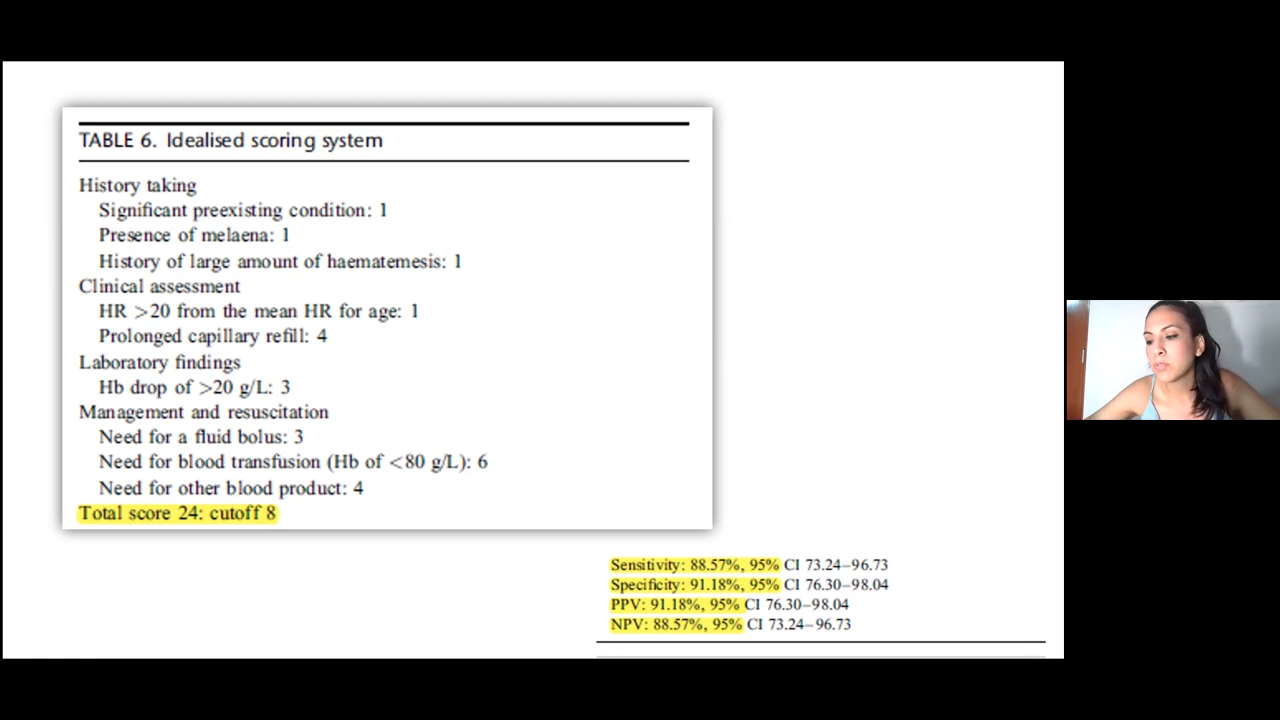 TABLE 6. Idealised scoring system
History taking
Significant preexisting condition: 1
Presence of melaena: 1
History of large amount of haematemesis: 1
Clinical assessment
HR >20 from the mean HR for age: 1
Prolonged capillary refill: 4
Laboratory findings
Hb drop of >20 g/L: 3
Management and resuscitation
Need for a fluid bolus: 3
Need for blood transfusion (Hb of <80 g/L): 6
Need for other blood product: 4
Total score 24: cutoff 8
Sensitivity: 88.57%, 95% CI 73.24–96.73
Specificity: 91.18%, 95% CI 76.30–98.04
PPV: 91.18%, 95% CI 76.30–98.04
NPV: 88.57%, 95% CI 73.24–96.73